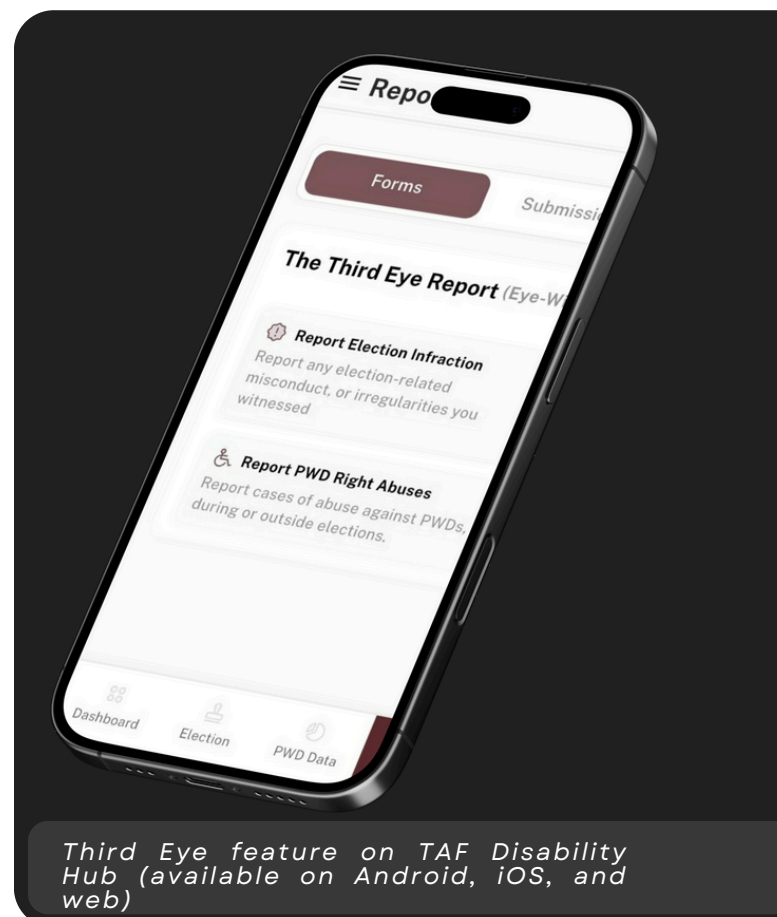 Repo
Forms
Submissi
The Third Eye Report (Eye-Wi
Report Election Infraction
Report any election-related
misconduct, or irregularities you
witnessed
Report PWD Right Abuses
Report cases of abuse against PWDs,
during or outside elections.
Dashboard
Election
PWD Data
Third Eye feature on TAF Disability
Hub (available on Android, iOS, and
web)